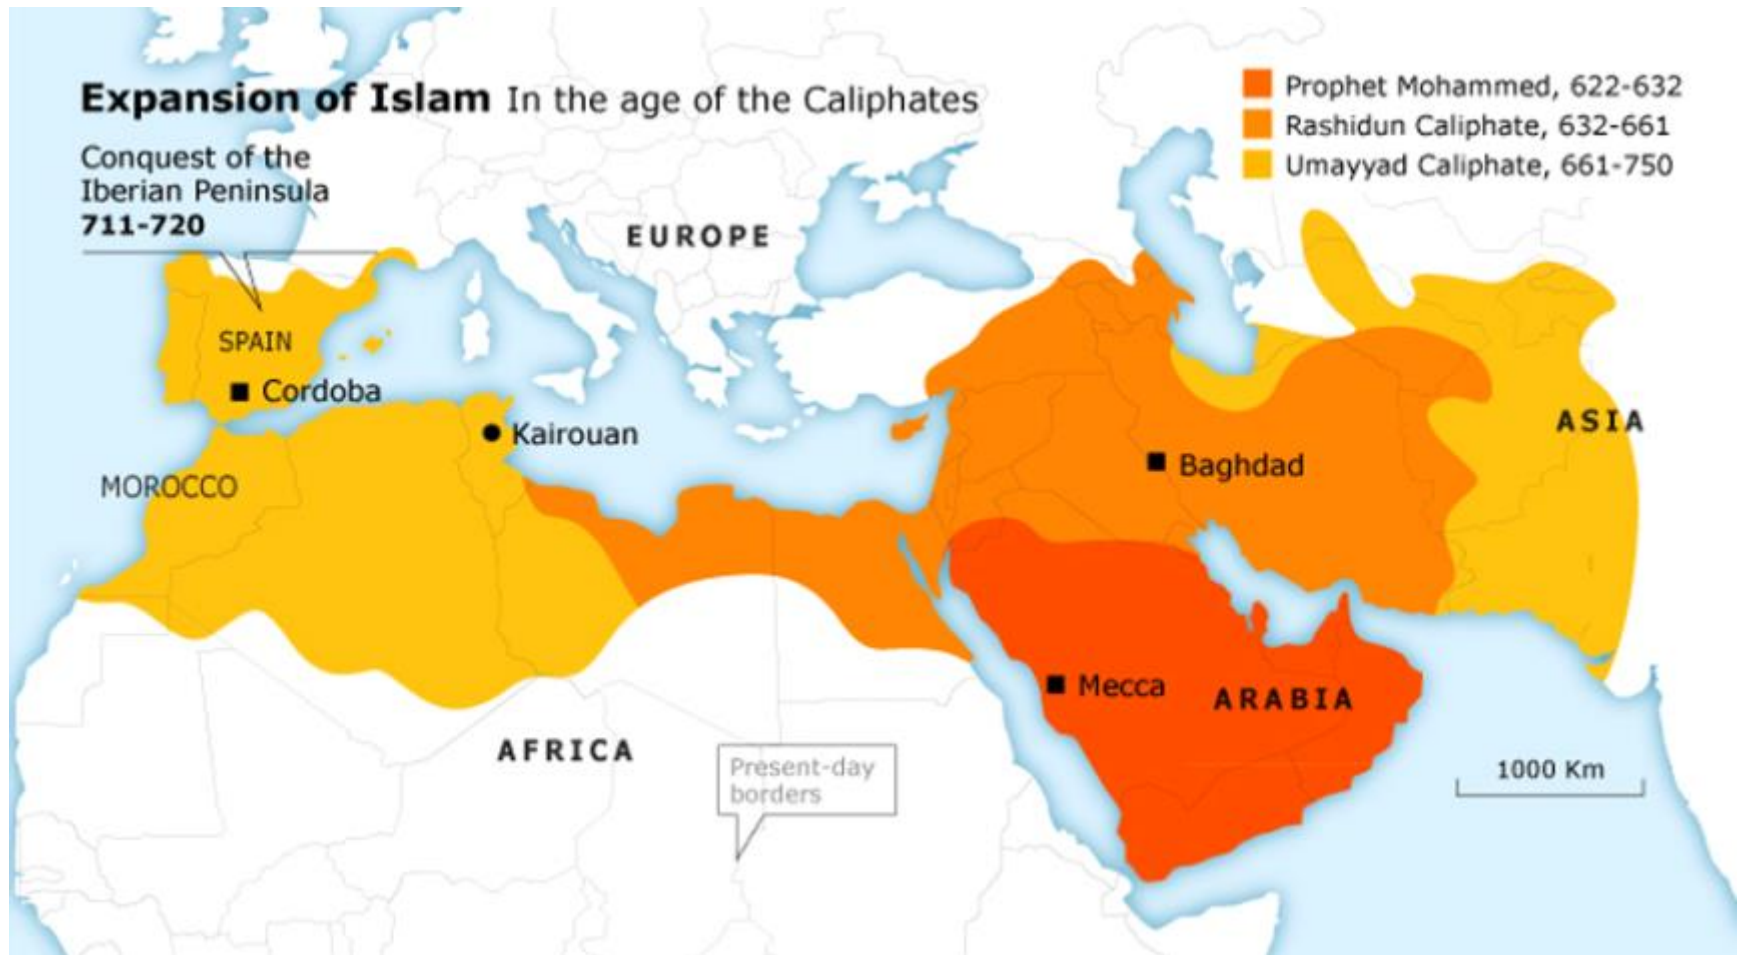 Expansion of Islam In the age of the Caliphates
Conquest of the
Iberian Peninsula
711-720
Prophet Mohammed, 622-632
Rashidun Caliphate, 632-661
Umayyad Caliphate, 661-750
EUROPE
SPAIN
Cordoba
Kairouan
MOROCCO
ASIA
Baghdad
Mecca
ARABIA
AFRICA
Present-day
borders
1000 Km